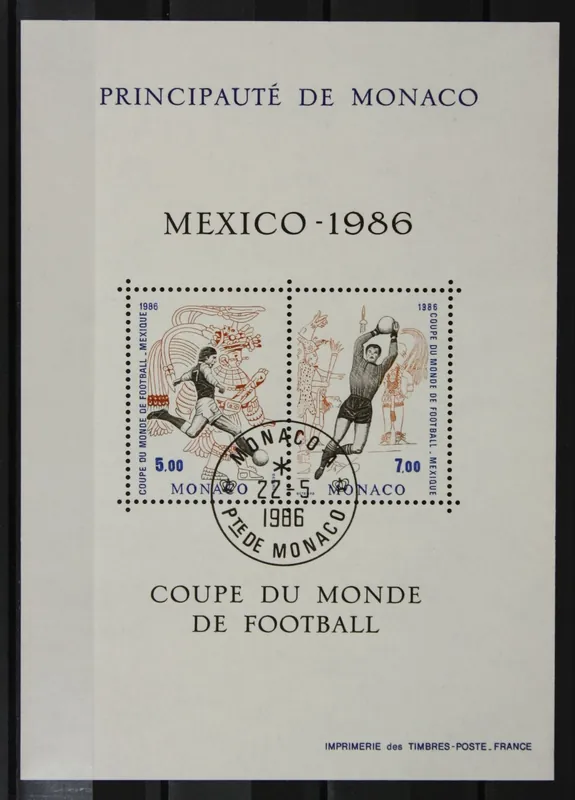 PRINCIPAUTÉ DE MONACO
MEXICO - 1986
1986
COUPE DU MONDE DE FOOTBALL _ MEXIQUE
5.00
MONACO
1986
COUPE DU MONDE DE FOOTBALL _ MEXIQUE
7.00
MONACO
MONACO A
*
22-5
1986
PTE DE MONACO
COUPE DU MONDE
DE FOOTBALL
IMPRIMERIE des TIMBRES-POSTE _ FRANCE